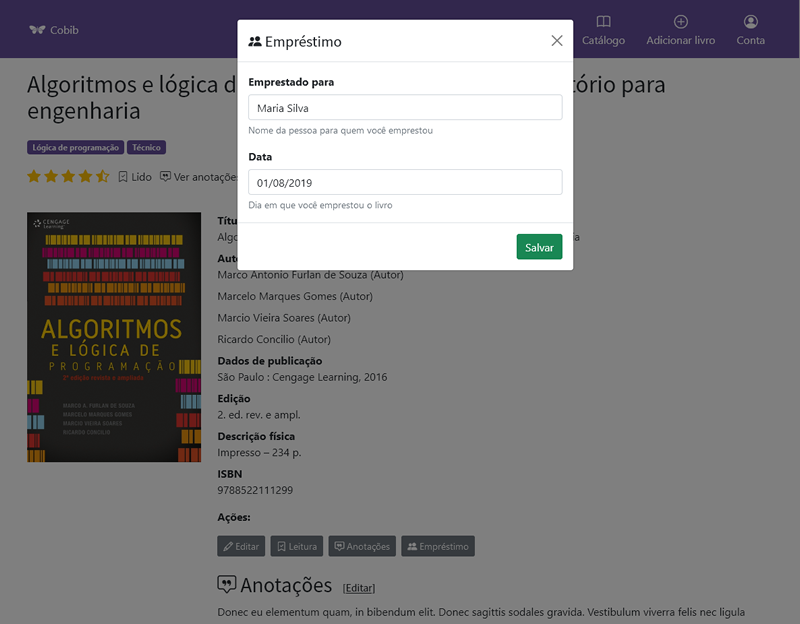 Cobib
Catálogo
Adicionar livro
Conta
Algoritmos e lógica d
tório para
engenharia
Lógica de programação
Técnico
Lido
Ver anotações
Empréstimo
Emprestado para
Maria Silva
Nome da pessoa para quem você emprestou
Data
01/08/2019
Dia em que você emprestou o livro
Salvar
CENGAGE
Learning
ALGORITMOS
E LÓGICA DE
PROGRAMAÇÃO
2ª edição revista e ampliada
MARCO A. FURLAN DE SOUZA
MARCELO MARQUES GOMES
MARCIO VIEIRA SOARES
RICARDO CONCILIO
Títu
Algo
a
Auto
Marco Antonio Furlan de Souza (Autor)
Marcelo Marques Gomes (Autor)
Marcio Vieira Soares (Autor)
Ricardo Concilio (Autor)
Dados de publicação
São Paulo : Cengage Learning, 2016
Edição
2. ed. rev. e ampl.
Descrição física
Impresso – 234 p.
ISBN
9788522111299
Ações:
Editar
Leitura
Anotações
Empréstimo
Anotações [Editar]
Donec eu elementum quam, in bibendum elit. Donec sagittis sodales gravida. Vestibulum viverra felis nec ligula